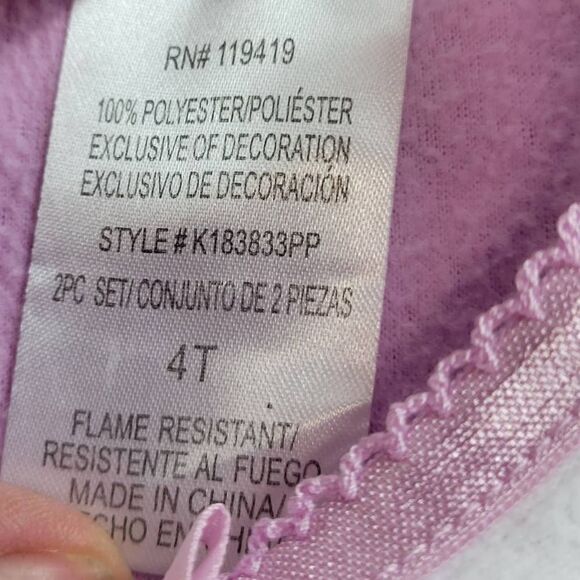 RN# 119419
100% POLYESTER/POLIÉSTER
EXCLUSIVE OF DECORATION
EXCLUSIVO DE DECORACIÓN
STYLE # K183833PP
2PC SET/ CONJUNTO DE 2 PIEZAS
4T
FLAME RESISTANT/
RESISTENTE AL FUEGO
MADE IN CHINA/